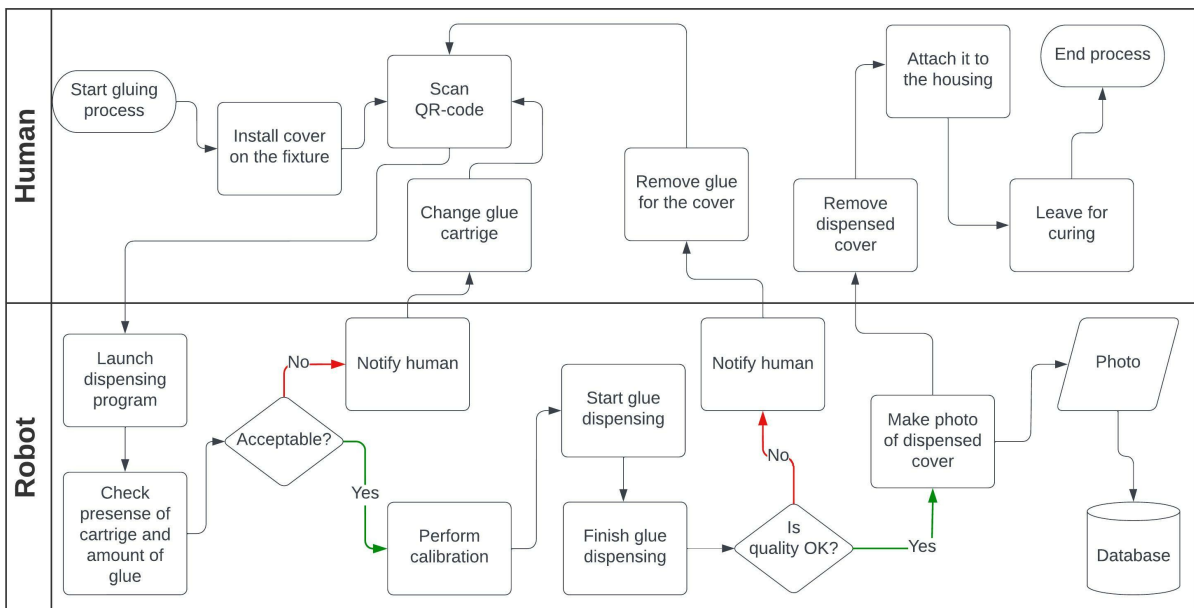 Human
Start gluing
process
Install cover
on the fixture
Scan
QR-code
Change glue
cartrige
Remove glue
for the cover
Remove
dispensed
cover
Attach it to
the housing
Leave for
curing
End process
Robot
Launch
dispensing
program
Check
presense of
cartrige and
amount of
glue
Acceptable?
No
Notify human
Yes
Perform
calibration
Start glue
dispensing
Finish glue
dispensing
Is
quality OK?
No
Notify human
Yes
Make photo
of dispensed
cover
Photo
Database